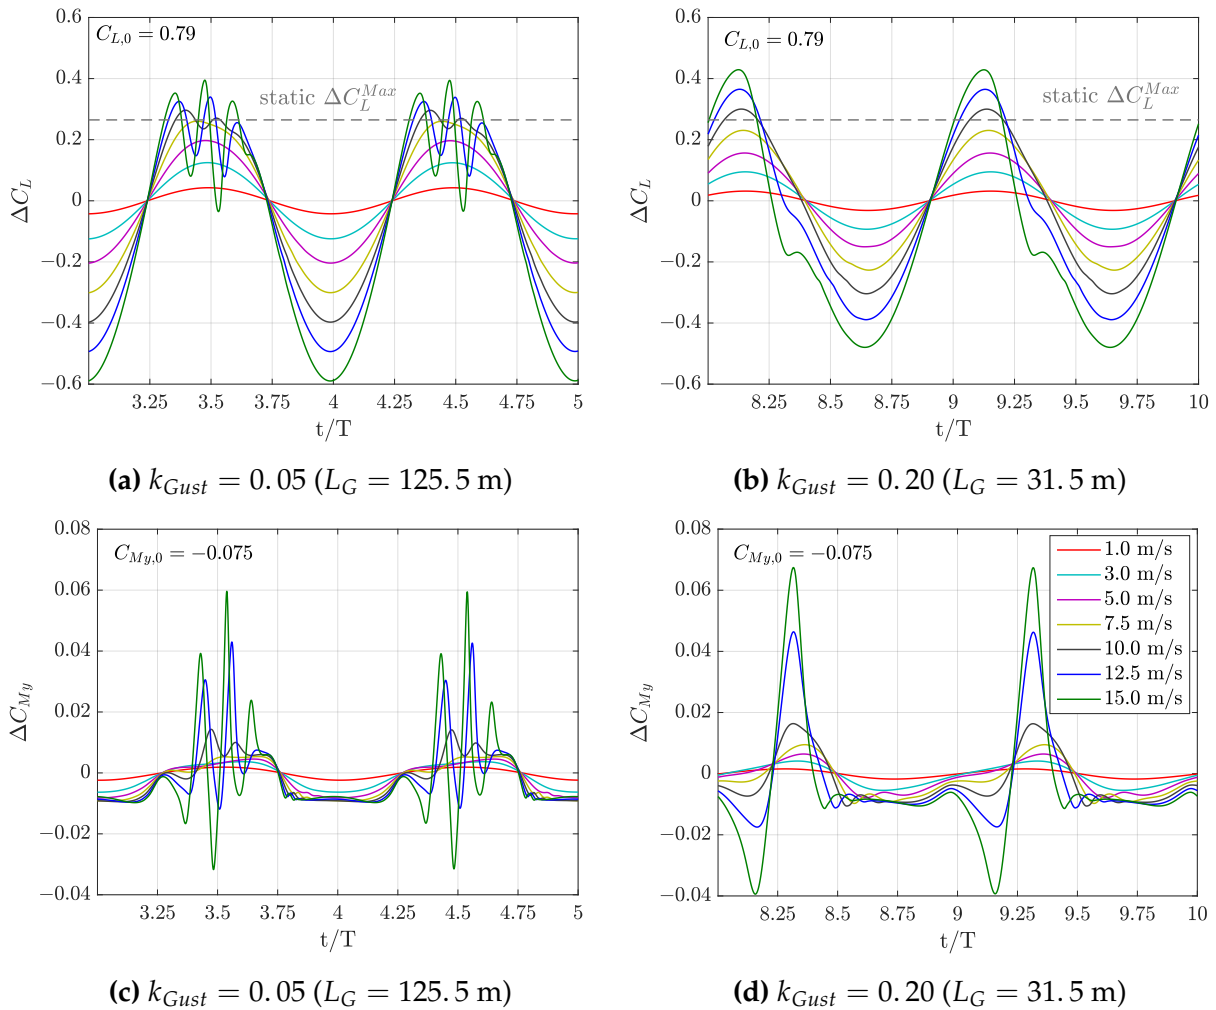 C_{L,0} = 0.79
static ΔC_L^{Max}
0.6
0.4
0.2
0
−0.2
−0.4
−0.6
ΔC_L
3.25 3.5 3.75 4 4.25 4.5 4.75 5
t/T
(a) k_{Gust} = 0.05 (L_G = 125.5 m)
C_{L,0} = 0.79
static ΔC_L^{Max}
0.6
0.4
0.2
0
−0.2
−0.4
−0.6
ΔC_L
8.25 8.5 8.75 9 9.25 9.5 9.75 10
t/T
(b) k_{Gust} = 0.20 (L_G = 31.5 m)
C_{My,0} = −0.075
0.08
0.06
0.04
0.02
0
−0.02
−0.04
ΔC_{My}
3.25 3.5 3.75 4 4.25 4.5 4.75 5
t/T
(c) k_{Gust} = 0.05 (L_G = 125.5 m)
C_{My,0} = −0.075
0.08
0.06
0.04
0.02
0
−0.02
−0.04
ΔC_{My}
1.0 m/s
3.0 m/s
5.0 m/s
7.5 m/s
10.0 m/s
12.5 m/s
15.0 m/s
8.25 8.5 8.75 9 9.25 9.5 9.75 10
t/T
(d) k_{Gust} = 0.20 (L_G = 31.5 m)